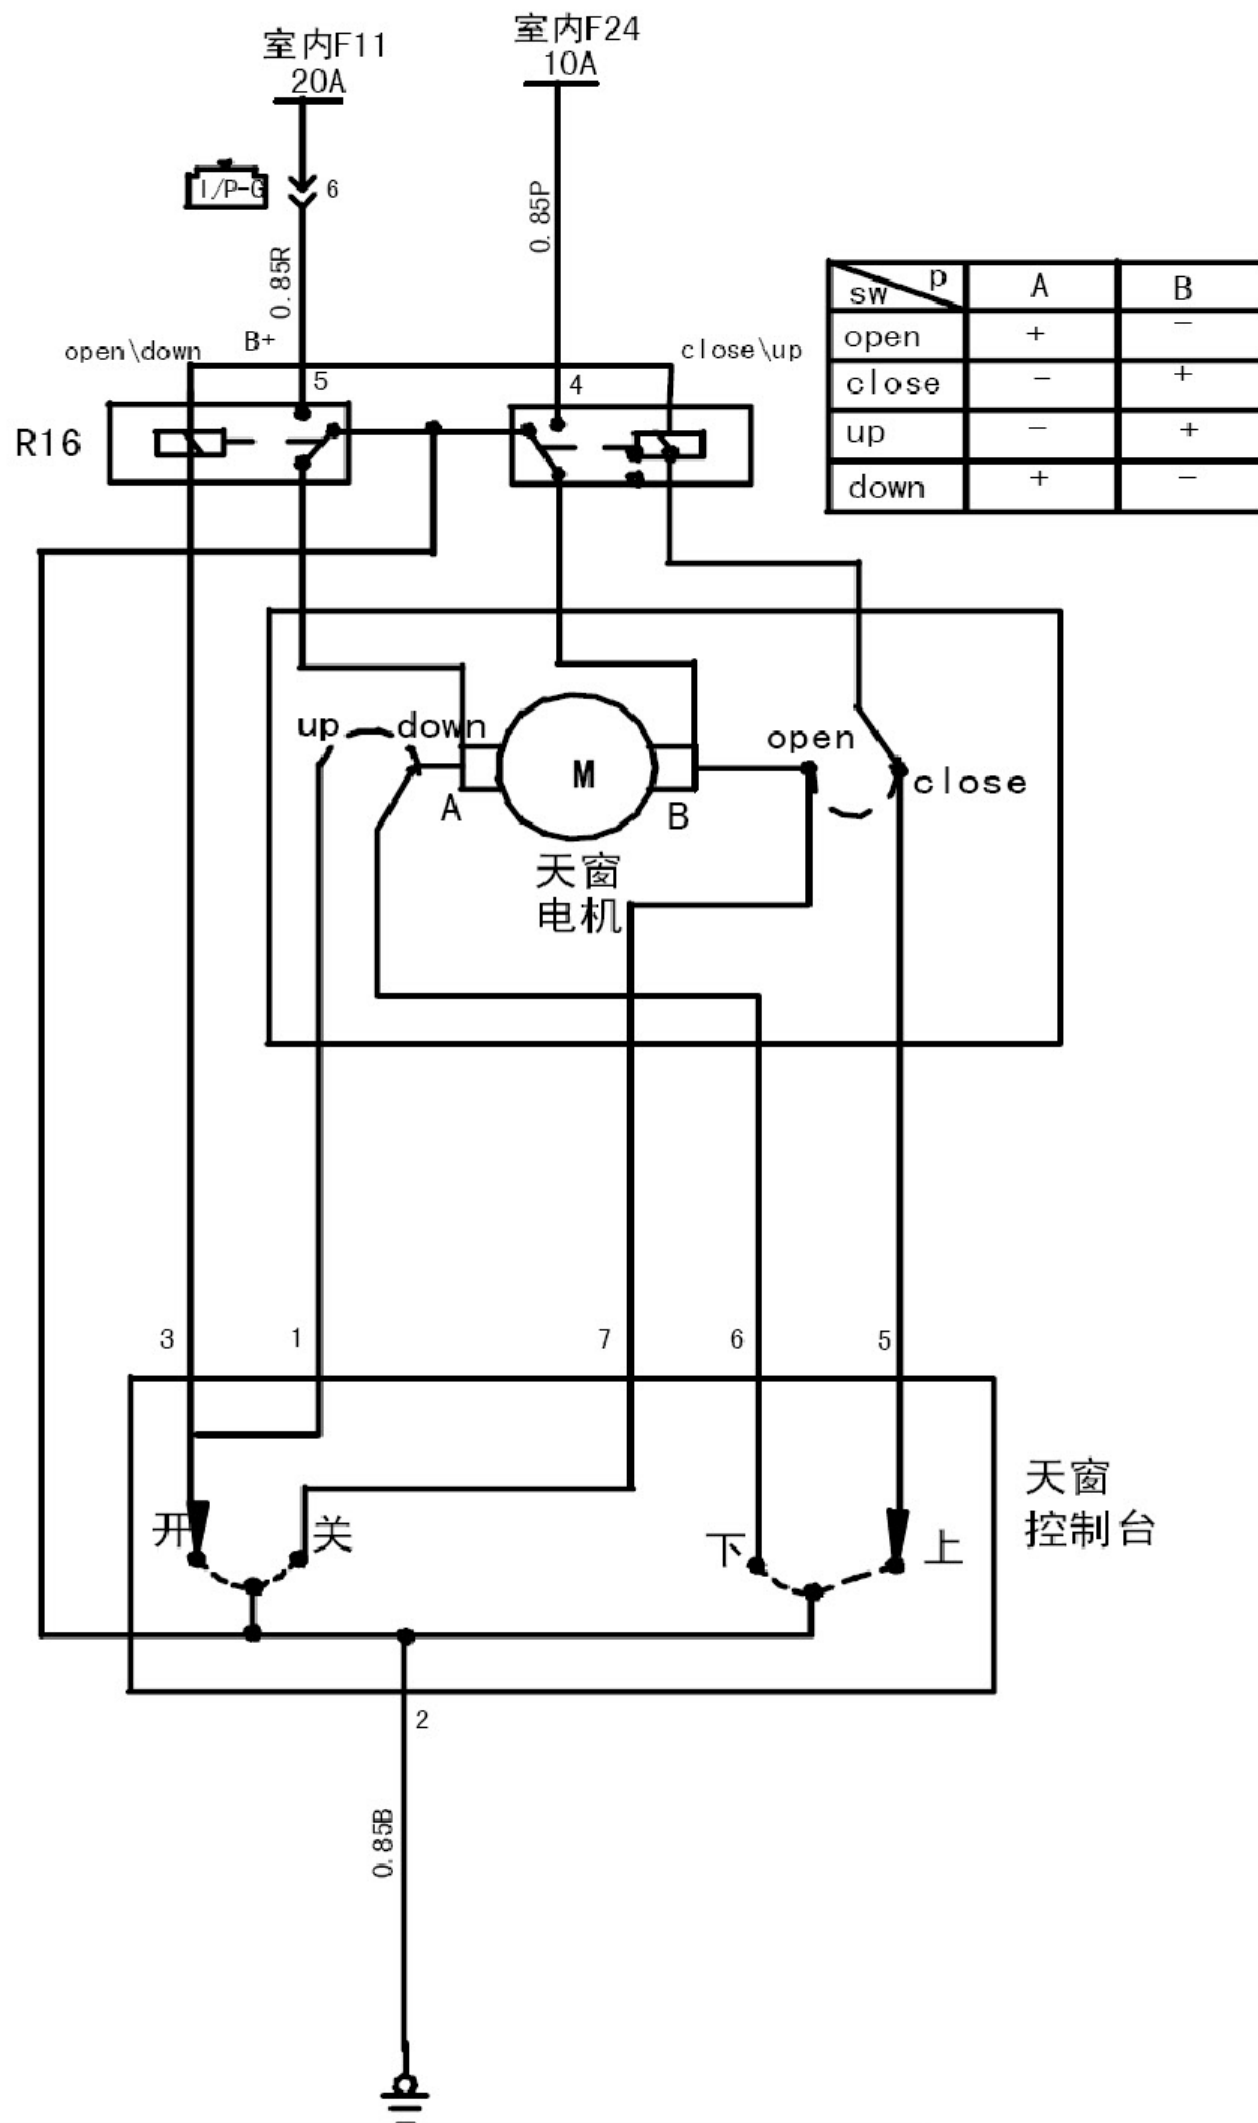 室内F11
20A
室内F24
10A
I/P-G
6
0.85R
0.85P
open\down
B+
5
4
close\up
R16
sw
p
A
B
open
+
-
close
-
+
up
-
+
down
+
-
up
down
A
M
B
open
close
天窗
电机
3
1
7
6
5
开
关
下
上
天窗
控制台
2
0.85B